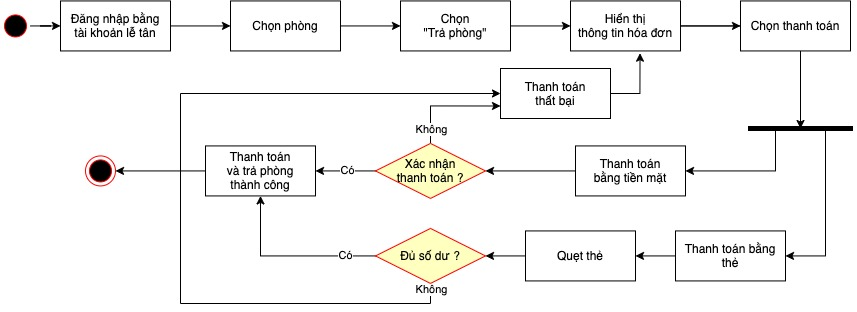 Đăng nhập bằng
tài khoản lễ tân
Chọn phòng
Chọn
"Trả phòng"
Hiển thị
thông tin hóa đơn
Chọn thanh toán
Thanh toán
thất bại
Không
Thanh toán
và trả phòng
thành công
Có
Xác nhận
thanh toán ?
Thanh toán
bằng tiền mặt
Có
Đủ số dư ?
Quẹt thẻ
Thanh toán bằng
thẻ
Không